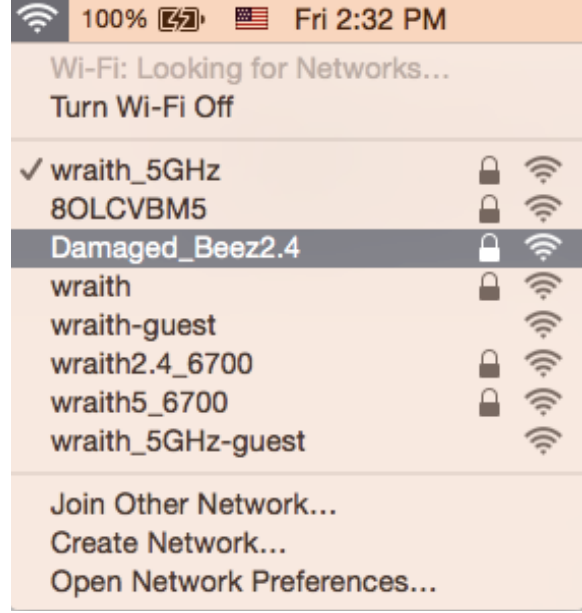 100% Fri 2:32 PM
Wi-Fi: Looking for Networks...
Turn Wi-Fi Off
wraith_5GHz
8OLCVBM5
Damaged_Beez2.4
wraith
wraith-guest
wraith2.4_6700
wraith5_6700
wraith_5GHz-guest
Join Other Network...
Create Network...
Open Network Preferences...